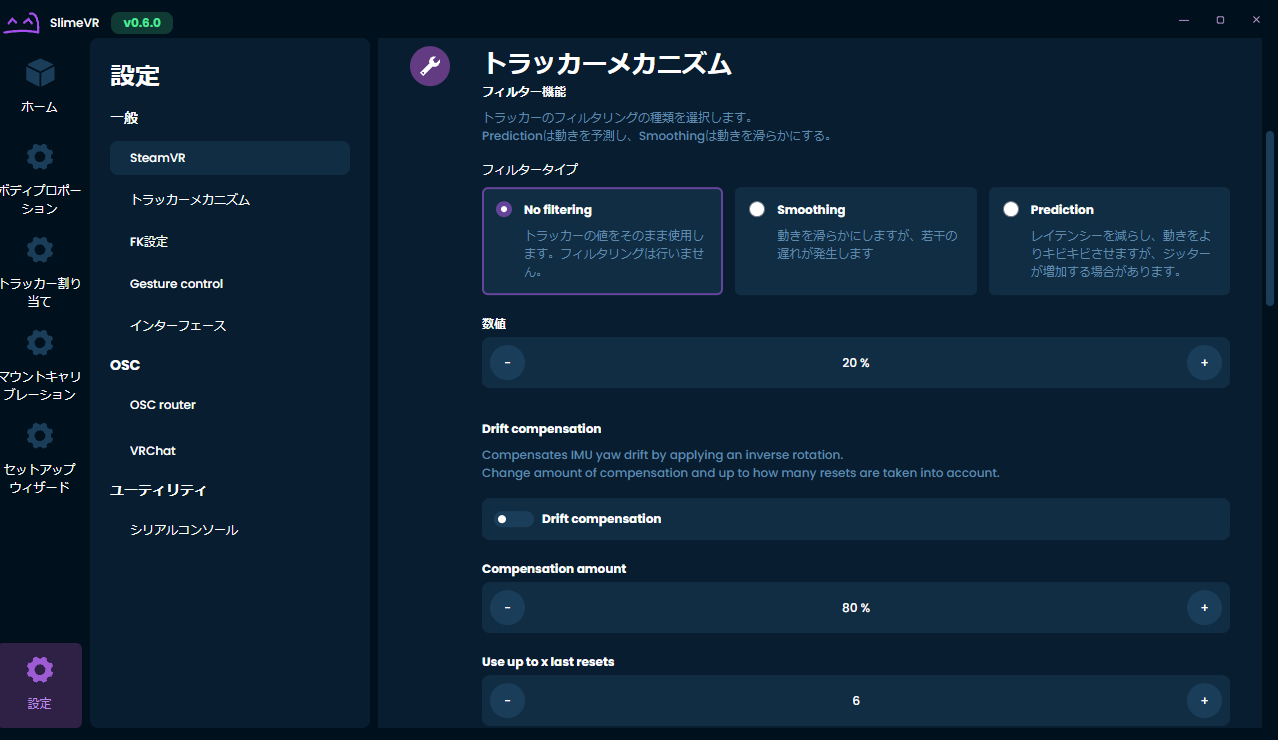 SlimeVR
v0.6.0
ホーム
ボディプロポー
ション
トラッカー割り
当て
マウントキャリ
ブレーション
セットアップ
ウィザード
設定
設定
一般
SteamVR
トラッカーメカニズム
FK設定
Gesture control
インターフェース
OSC
OSC router
VRChat
ユーティリティ
シリアルコンソール
トラッカーメカニズム
フィルター機能
トラッカーのフィルタリングの種類を選択します。
Predictionは動きを予測し、Smoothingは動きを滑らかにする。
フィルタータイプ
No filtering
トラッカーの値をそのまま使用し
ます。フィルタリングは行いませ
ん。
Smoothing
動きを滑らかにしますが、若干の
遅れが発生します
Prediction
レイテンシーを減らし、動きをよ
りキビキビさせますが、ジッター
が増加する場合があります。
数値
- 20 % +
Drift compensation
Compensates IMU yaw drift by applying an inverse rotation.
Change amount of compensation and up to how many resets are taken into account.
Drift compensation
Compensation amount
- 80 % +
Use up to x last resets
- 6 +